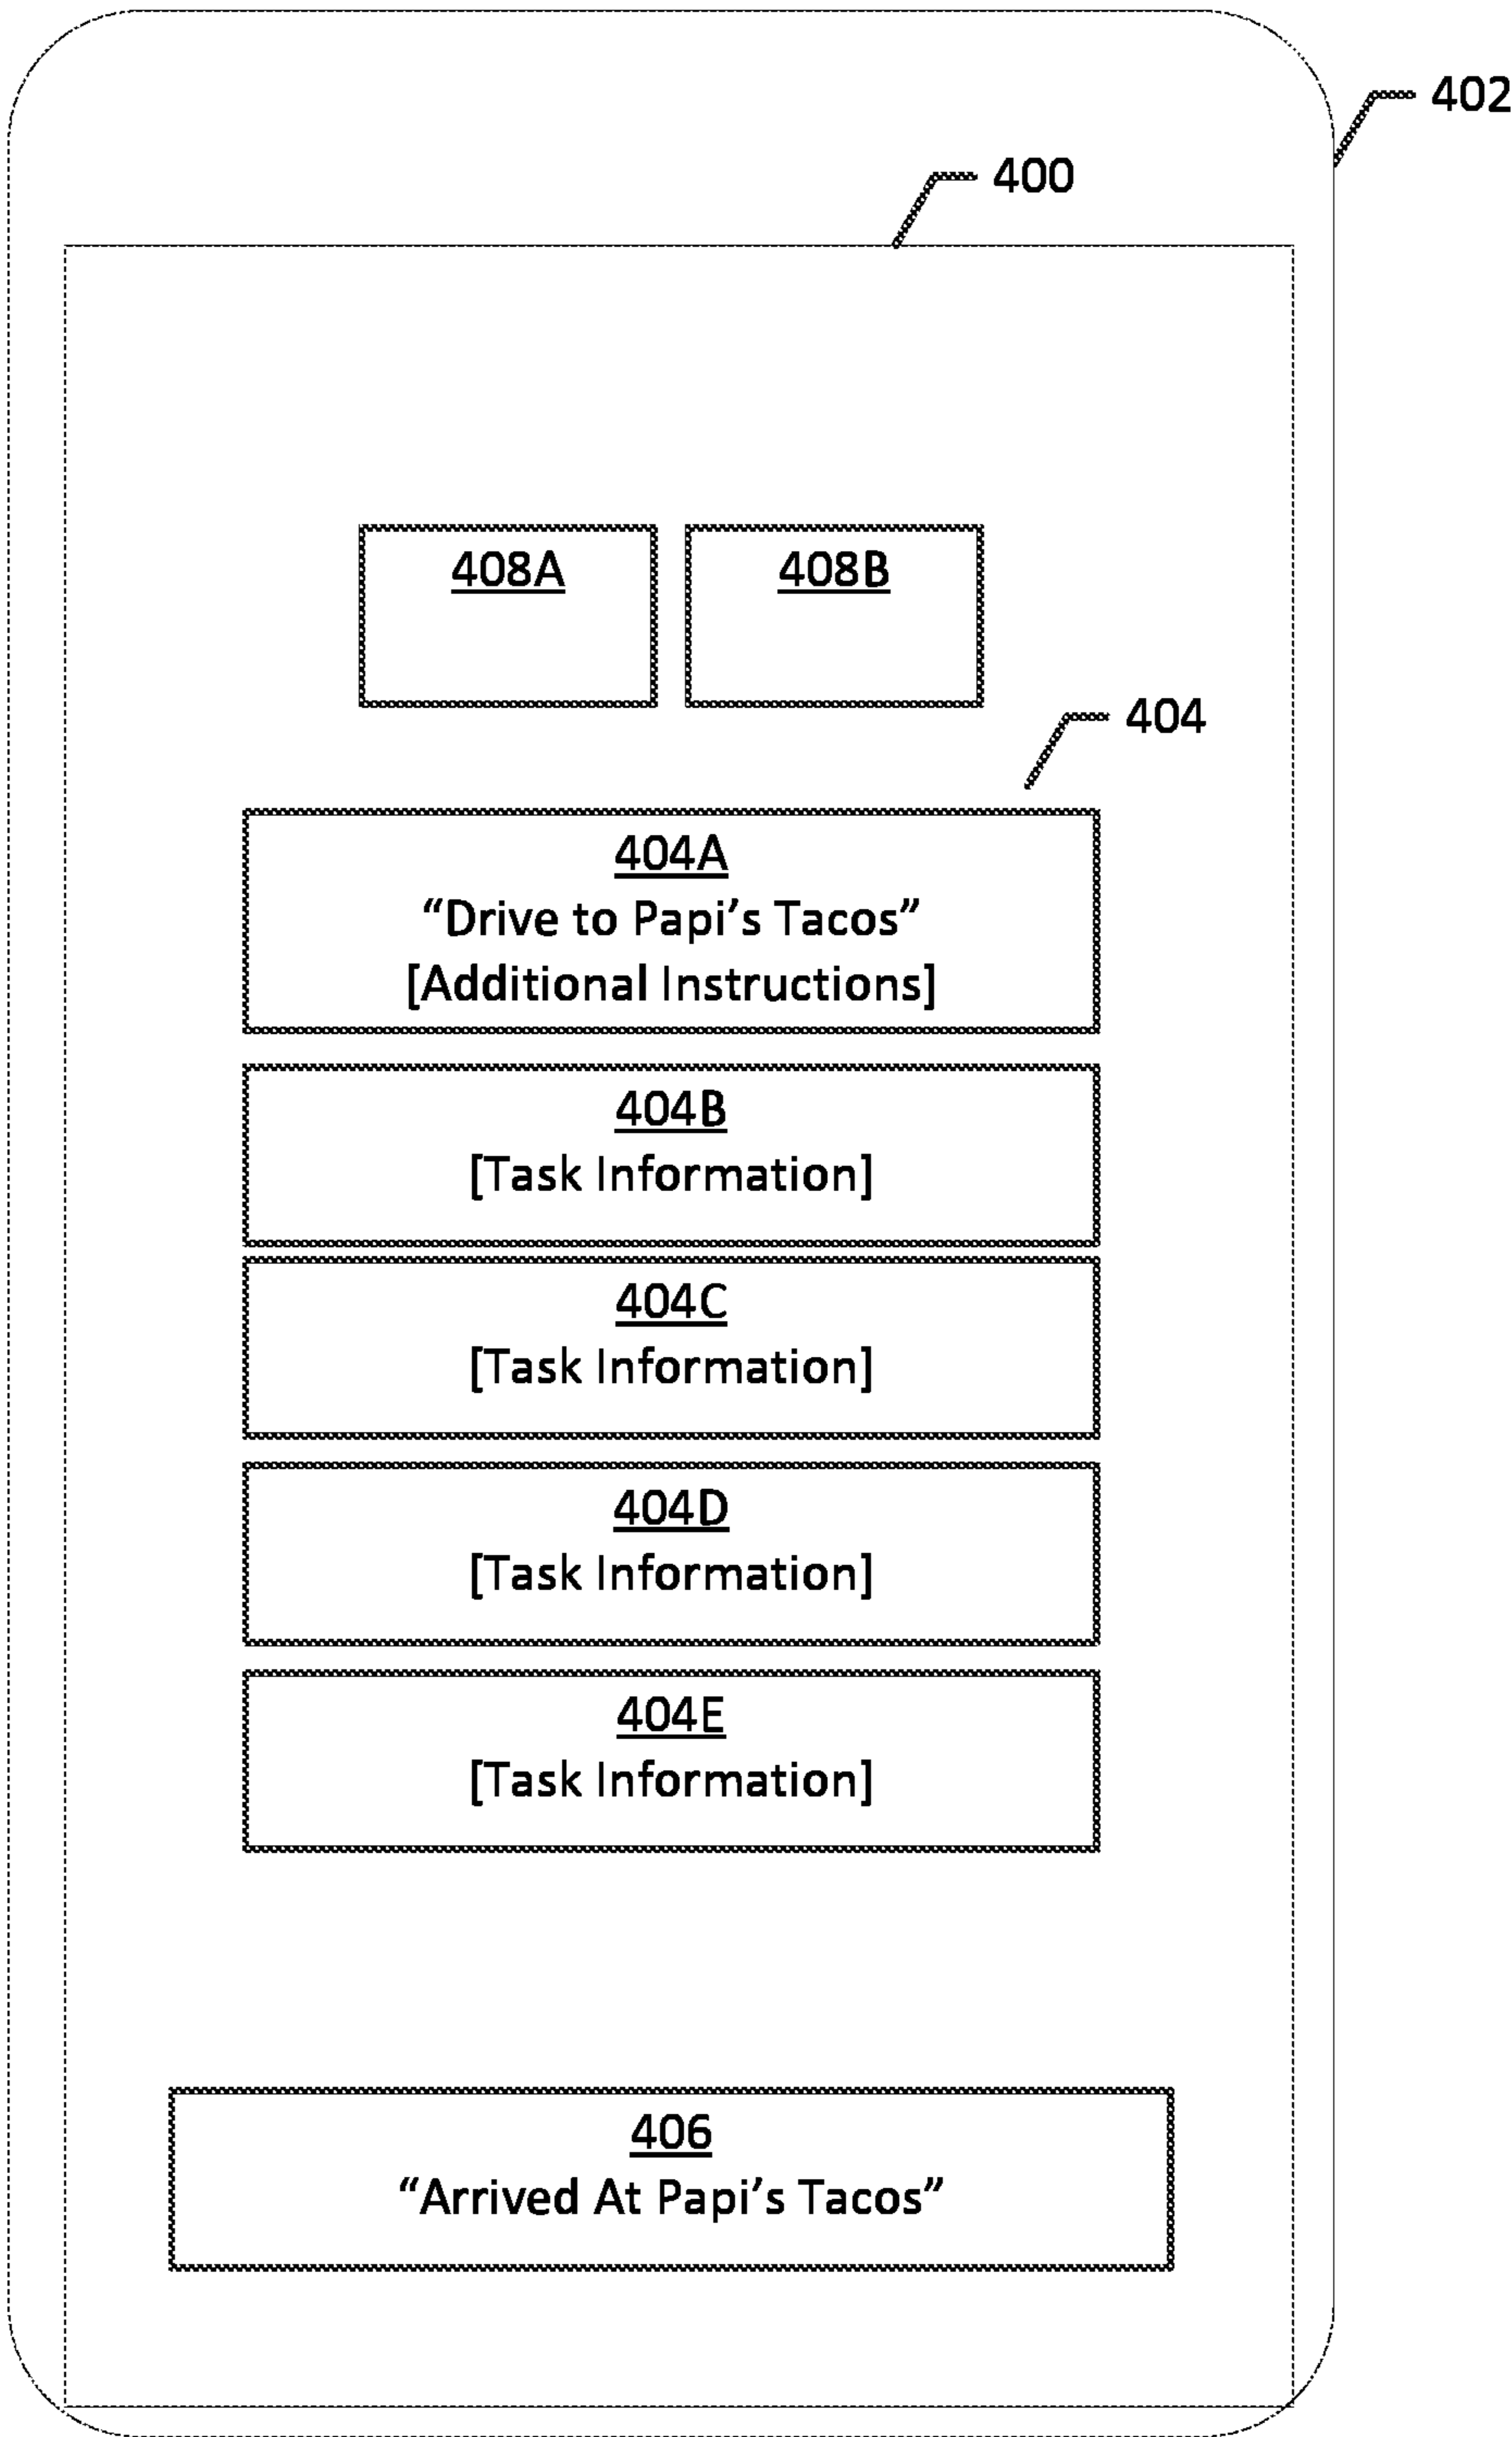 402
400
408A
408B
404
404A
“Drive to Papi’s Tacos”
[Additional Instructions]
404B
[Task Information]
404C
[Task Information]
404D
[Task Information]
404E
[Task Information]
406
“Arrived At Papi’s Tacos”